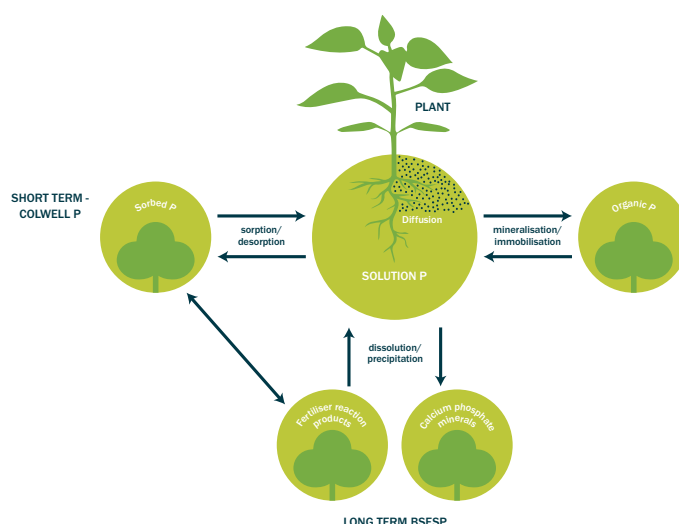 PLANT
SHORT TERM -
COLWELL P
Sorbed P
sorption/
desorption
Diffusion
SOLUTION P
mineralisation/
immobilisation
Organic P
dissolution/
precipitation
Fertiliser reaction
products
Calcium phosphate
minerals
LONG TERM BSESP